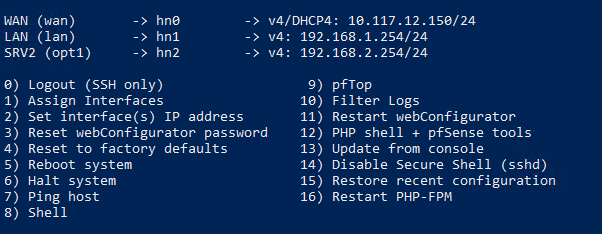 WAN (wan) -> hn0 -> v4/DHCP4: 10.117.12.150/24
LAN (lan) -> hn1 -> v4: 192.168.1.254/24
SRV2 (opt1) -> hn2 -> v4: 192.168.2.254/24
0) Logout (SSH only) 9) pfTop
1) Assign Interfaces 10) Filter Logs
2) Set interface(s) IP address 11) Restart webConfigurator
3) Reset webConfigurator password 12) PHP shell + pfSense tools
4) Reset to factory defaults 13) Update from console
5) Reboot system 14) Disable Secure Shell (sshd)
6) Halt system 15) Restore recent configuration
7) Ping host 16) Restart PHP-FPM
8) Shell